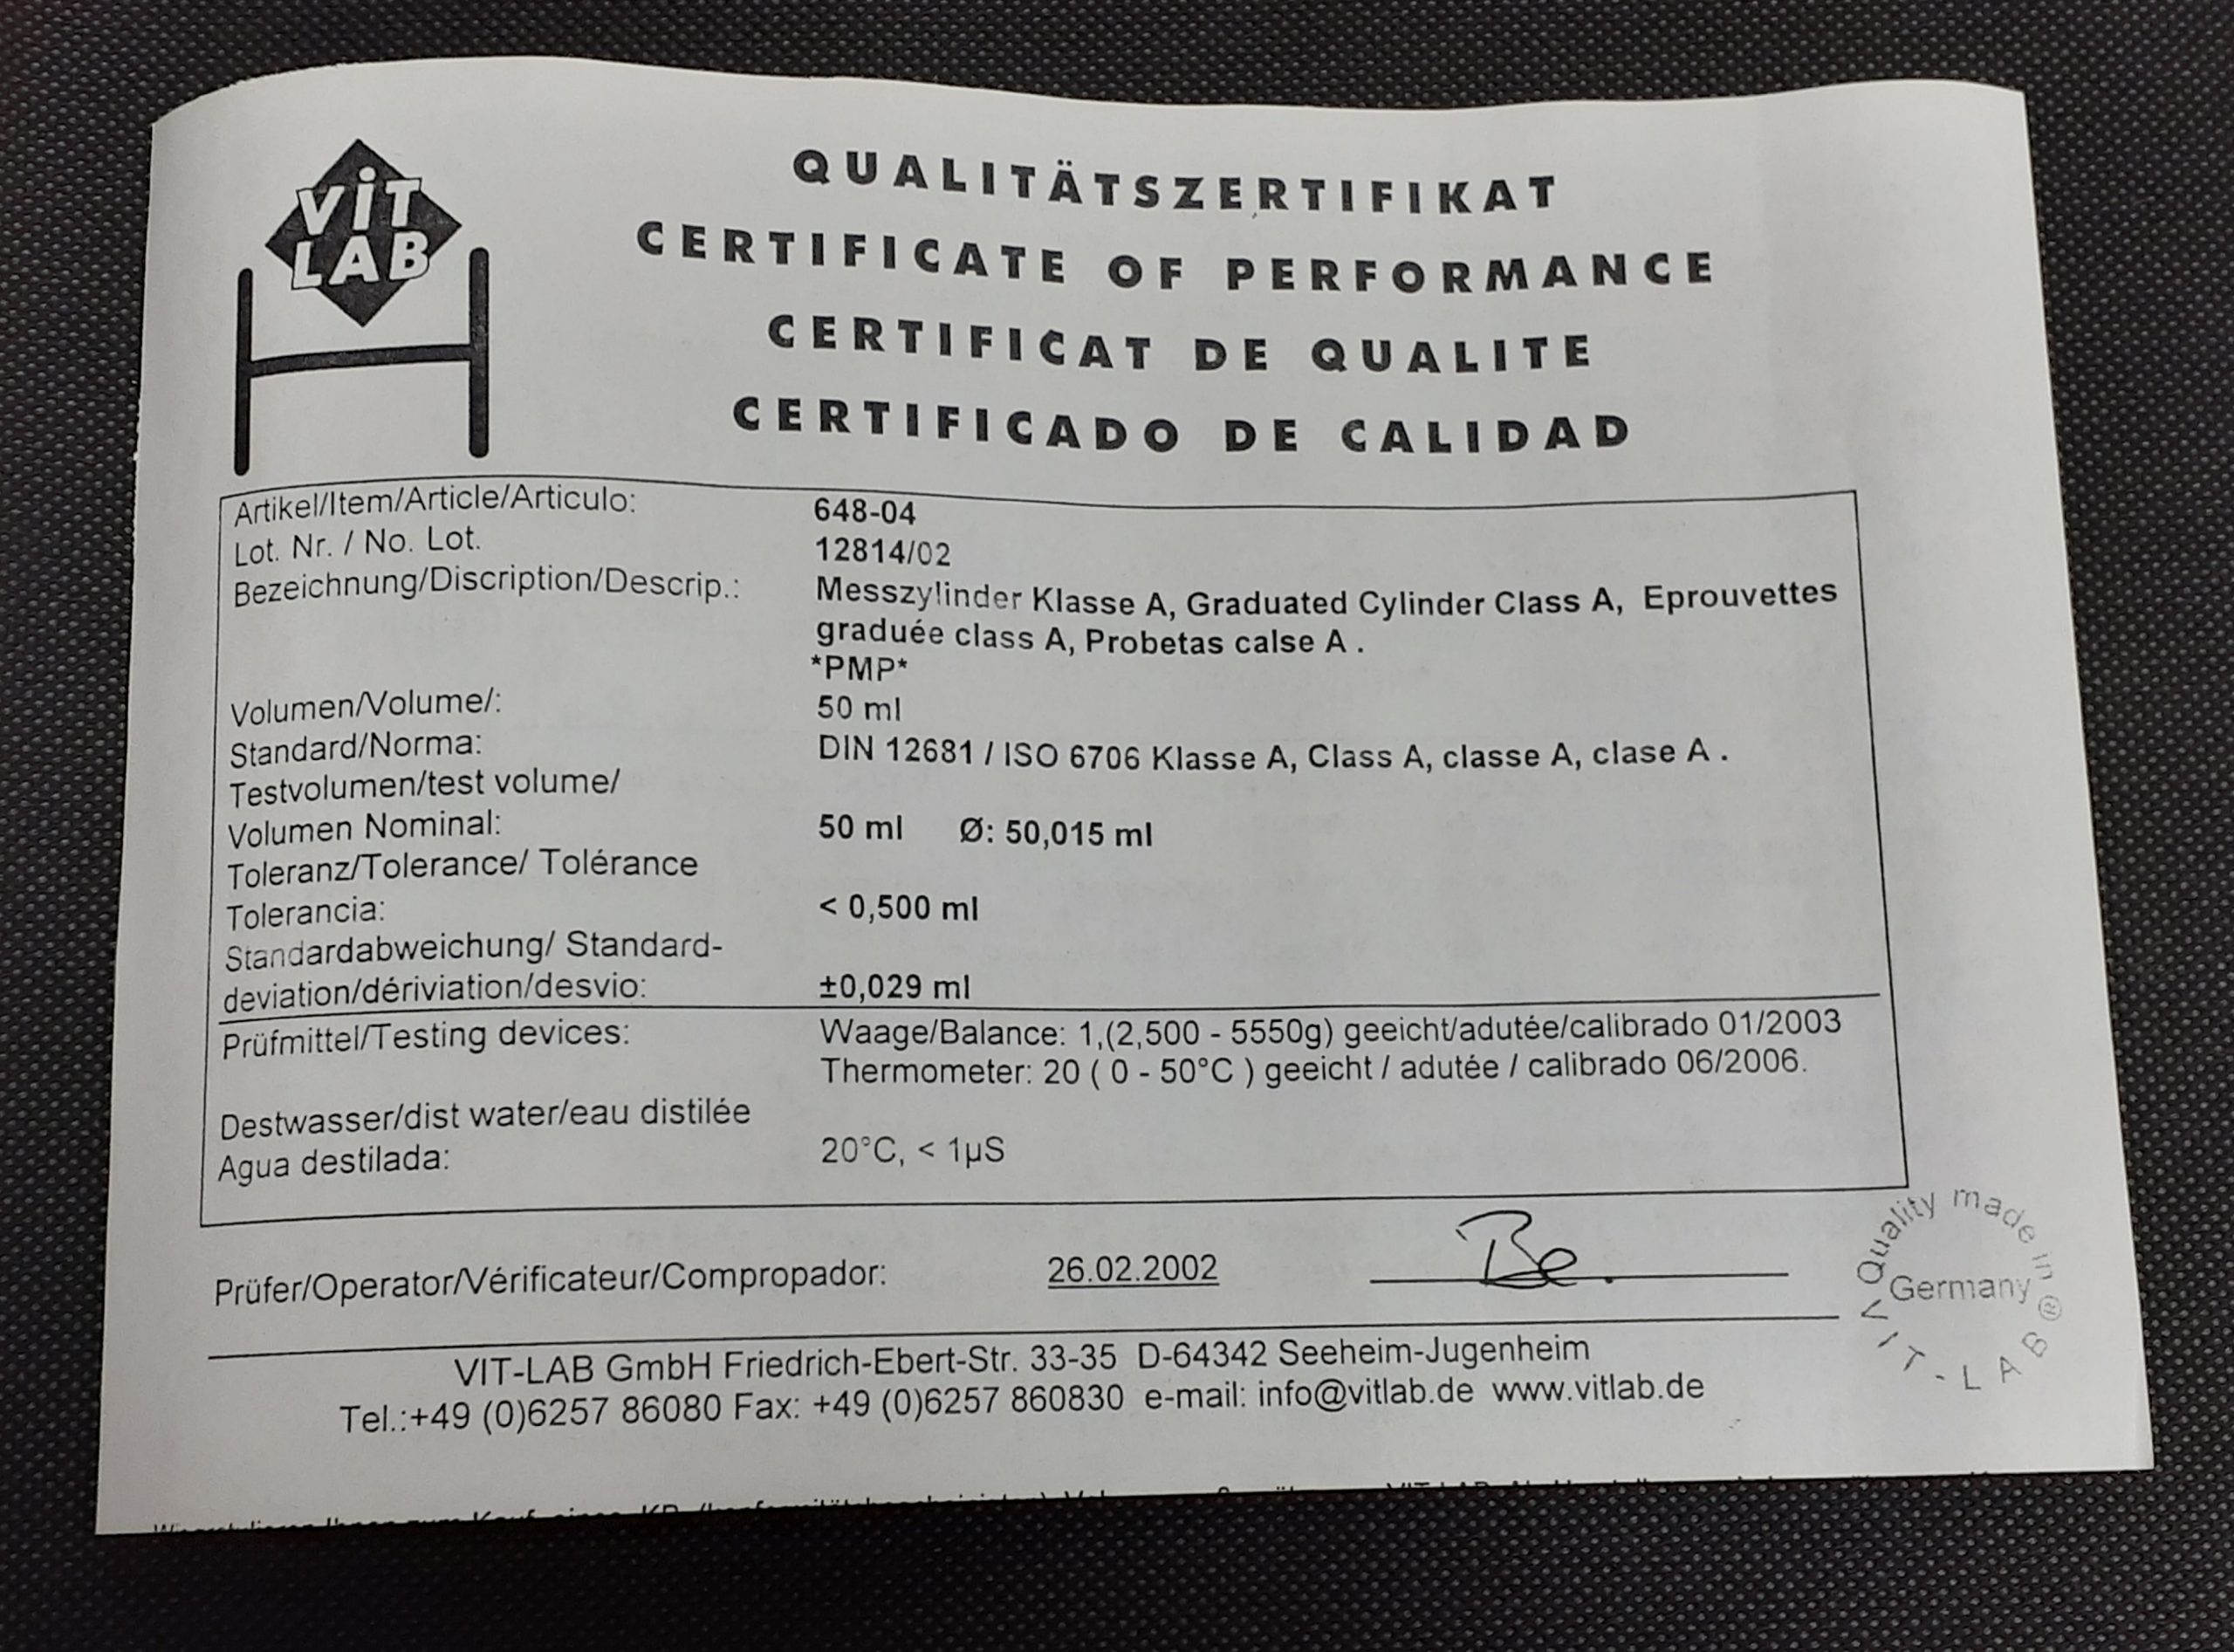 VIT
LAB
QUALITÄTSZERTIFIKAT
CERTIFICATE OF PERFORMANCE
CERTIFICAT DE QUALITE
CERTIFICADO DE CALIDAD
Artikel/Item/Article/Articulo: 648-04
Lot. Nr. / No. Lot. 12814/02
Bezeichnung/Discription/Descrip.: Messzylinder Klasse A, Graduated Cylinder Class A, Eprouvettes
graduée class A, Probetas calse A .
*PMP*
Volumen/Volume/: 50 ml
Standard/Norma: DIN 12681 / ISO 6706 Klasse A, Class A, classe A, clase A .
Testvolumen/test volume/
Volumen Nominal: 50 ml Ø: 50,015 ml
Toleranz/Tolerance/ Tolérance
Tolerancia: < 0,500 ml
Standardabweichung/ Standard-
deviation/dériviation/desvio: ±0,029 ml
Prüfmittel/Testing devices: Waage/Balance: 1,(2,500 - 5550g) geeicht/adutée/calibrado 01/2003
Thermometer: 20 ( 0 - 50°C ) geeicht / adutée / calibrado 06/2006.
Destwasser/dist water/eau distilée
Agua destilada: 20°C, < 1µS
Prüfer/Operator/Vérificateur/Compropador: 26.02.2002 Be.
Quality made in
Germany
VIT-LAB®
VIT-LAB GmbH Friedrich-Ebert-Str. 33-35 D-64342 Seeheim-Jugenheim
Tel.:+49 (0)6257 86080 Fax: +49 (0)6257 860830 e-mail: info@vitlab.de www.vitlab.de